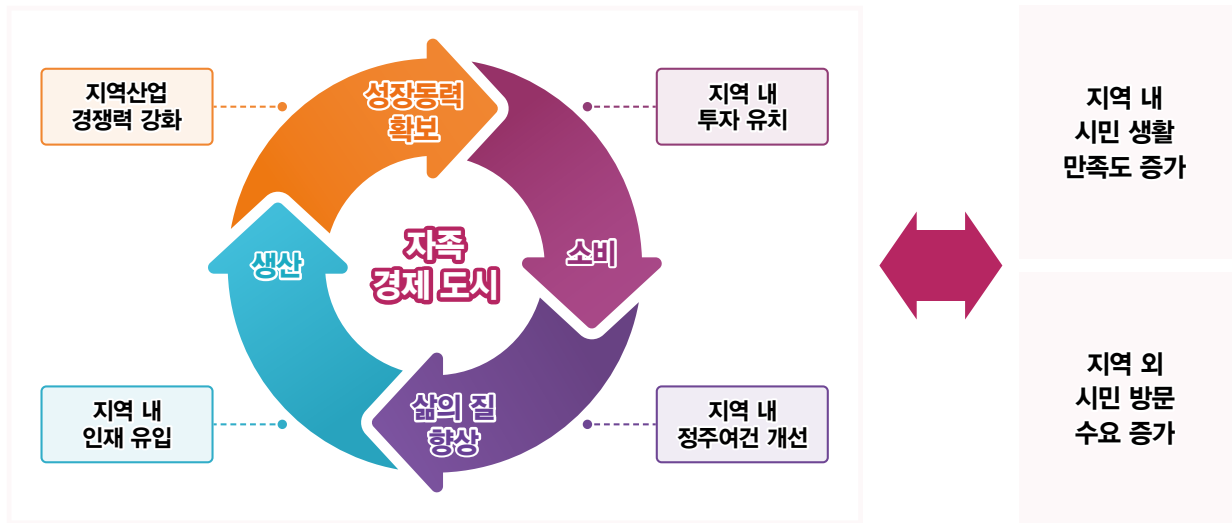 지역산업
경쟁력 강화
성장동력
확보
지역 내
투자 유치
생산
자족
경제 도시
소비
지역 내
인재 유입
삶의 질
향상
지역 내
정주여건 개선
지역 내
시민 생활
만족도 증가
지역 외
시민 방문
수요 증가